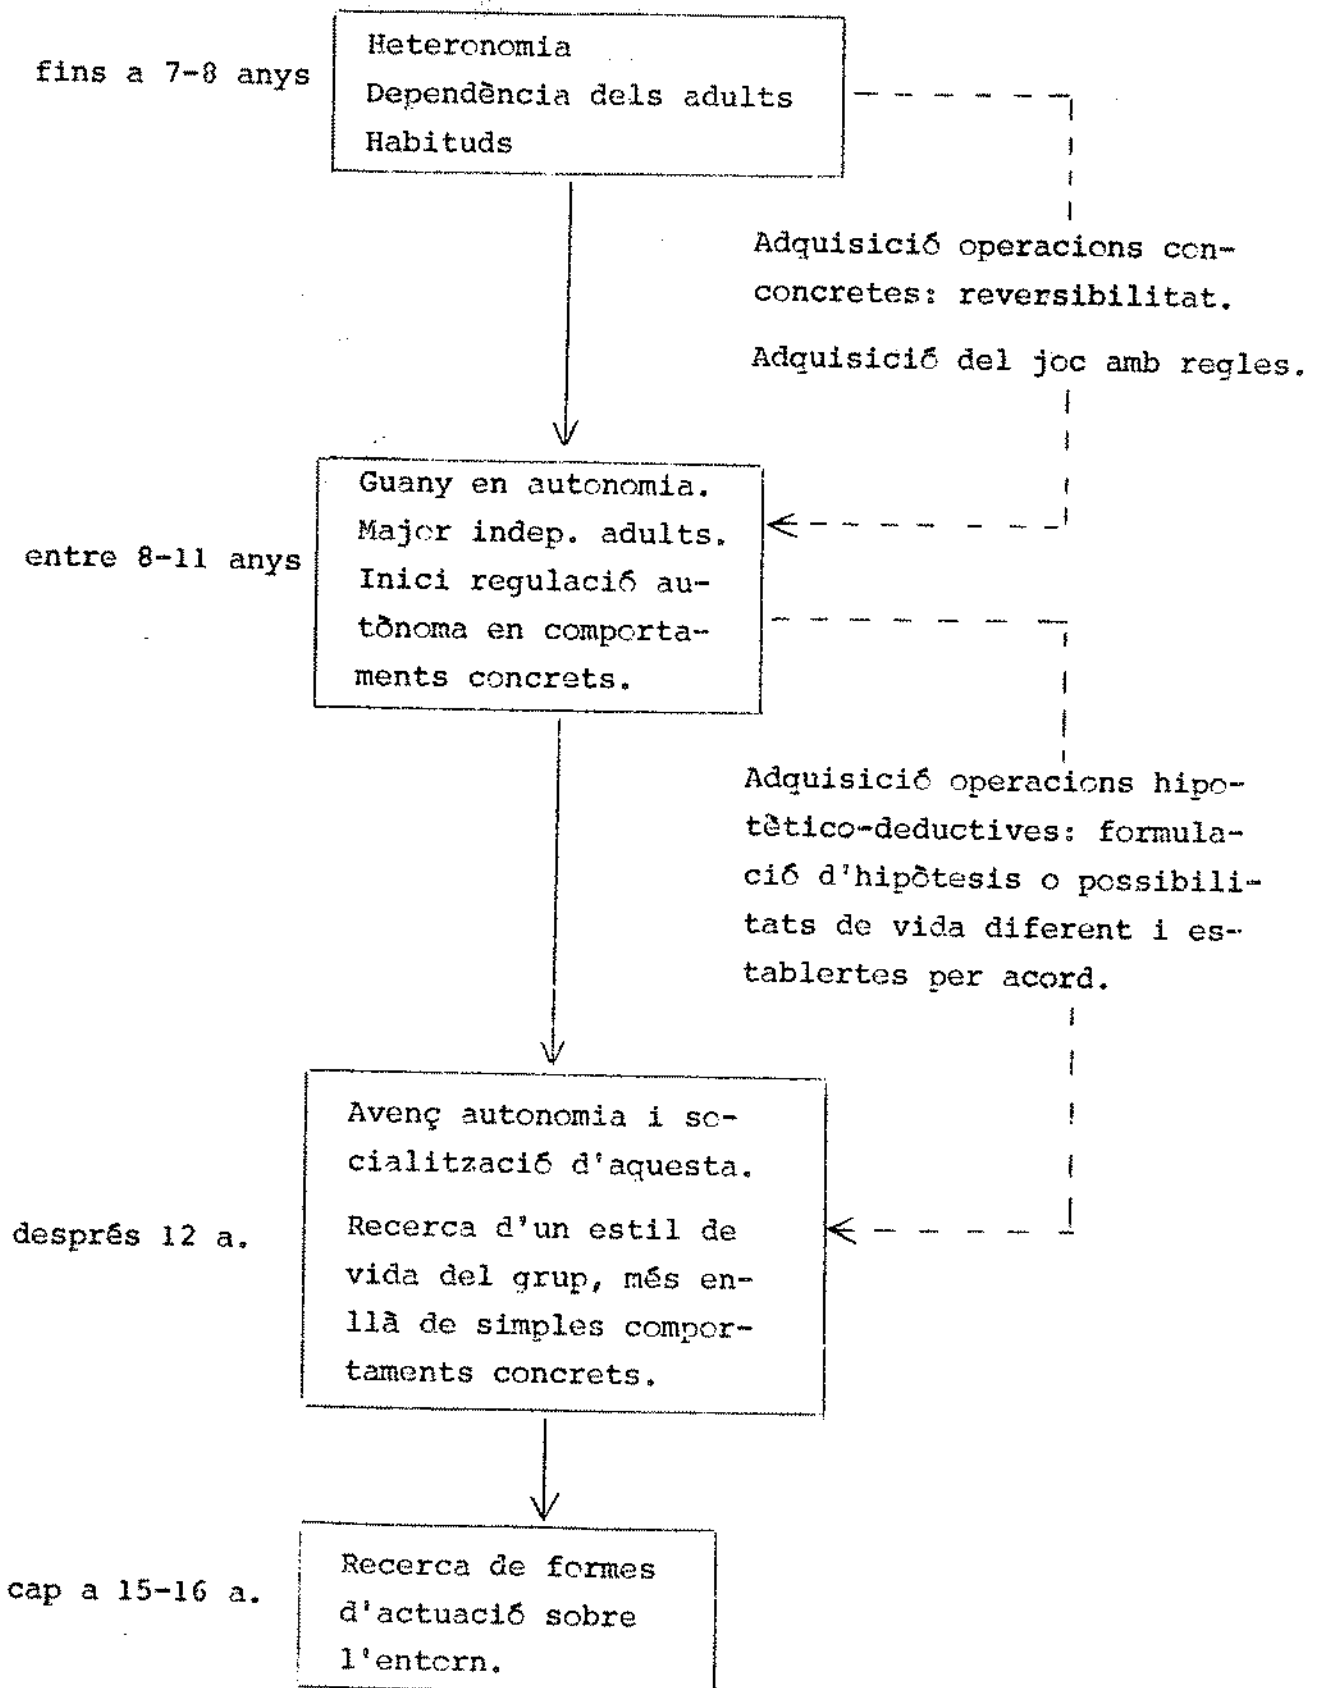 fins a 7-8 anys
Heteronomia
Dependència dels adults
Habituds
Adquisició operacions con-
concretes: reversibilitat.
Adquisició del joc amb regles.
entre 8-11 anys
Guany en autonomia.
Major indep. adults.
Inici regulació au-
tònoma en comporta-
ments concrets.
Adquisició operacions hipo-
tètico-deductives: formula-
ció d'hipòtesis o possibili-
tats de vida diferent i es-
tablertes per acord.
després 12 a.
Avenç autonomia i so-
cialització d'aquesta.
Recerca d'un estil de
vida del grup, més en-
llà de simples compor-
taments concrets.
cap a 15-16 a.
Recerca de formes
d'actuació sobre
l'entorn.